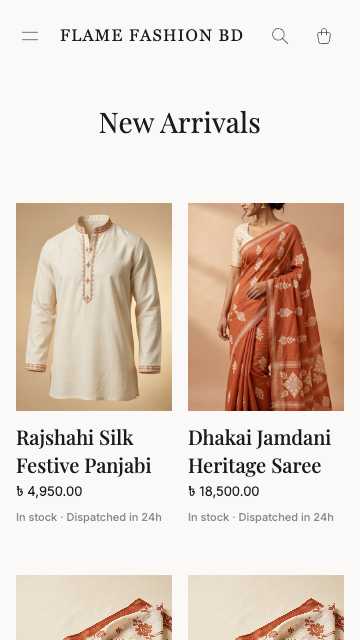 FLAME FASHION BD
New Arrivals
Rajshahi Silk
Festive Panjabi
৳ 4,950.00
In stock · Dispatched in 24h
Dhakai Jamdani
Heritage Saree
৳ 18,500.00
In stock · Dispatched in 24h